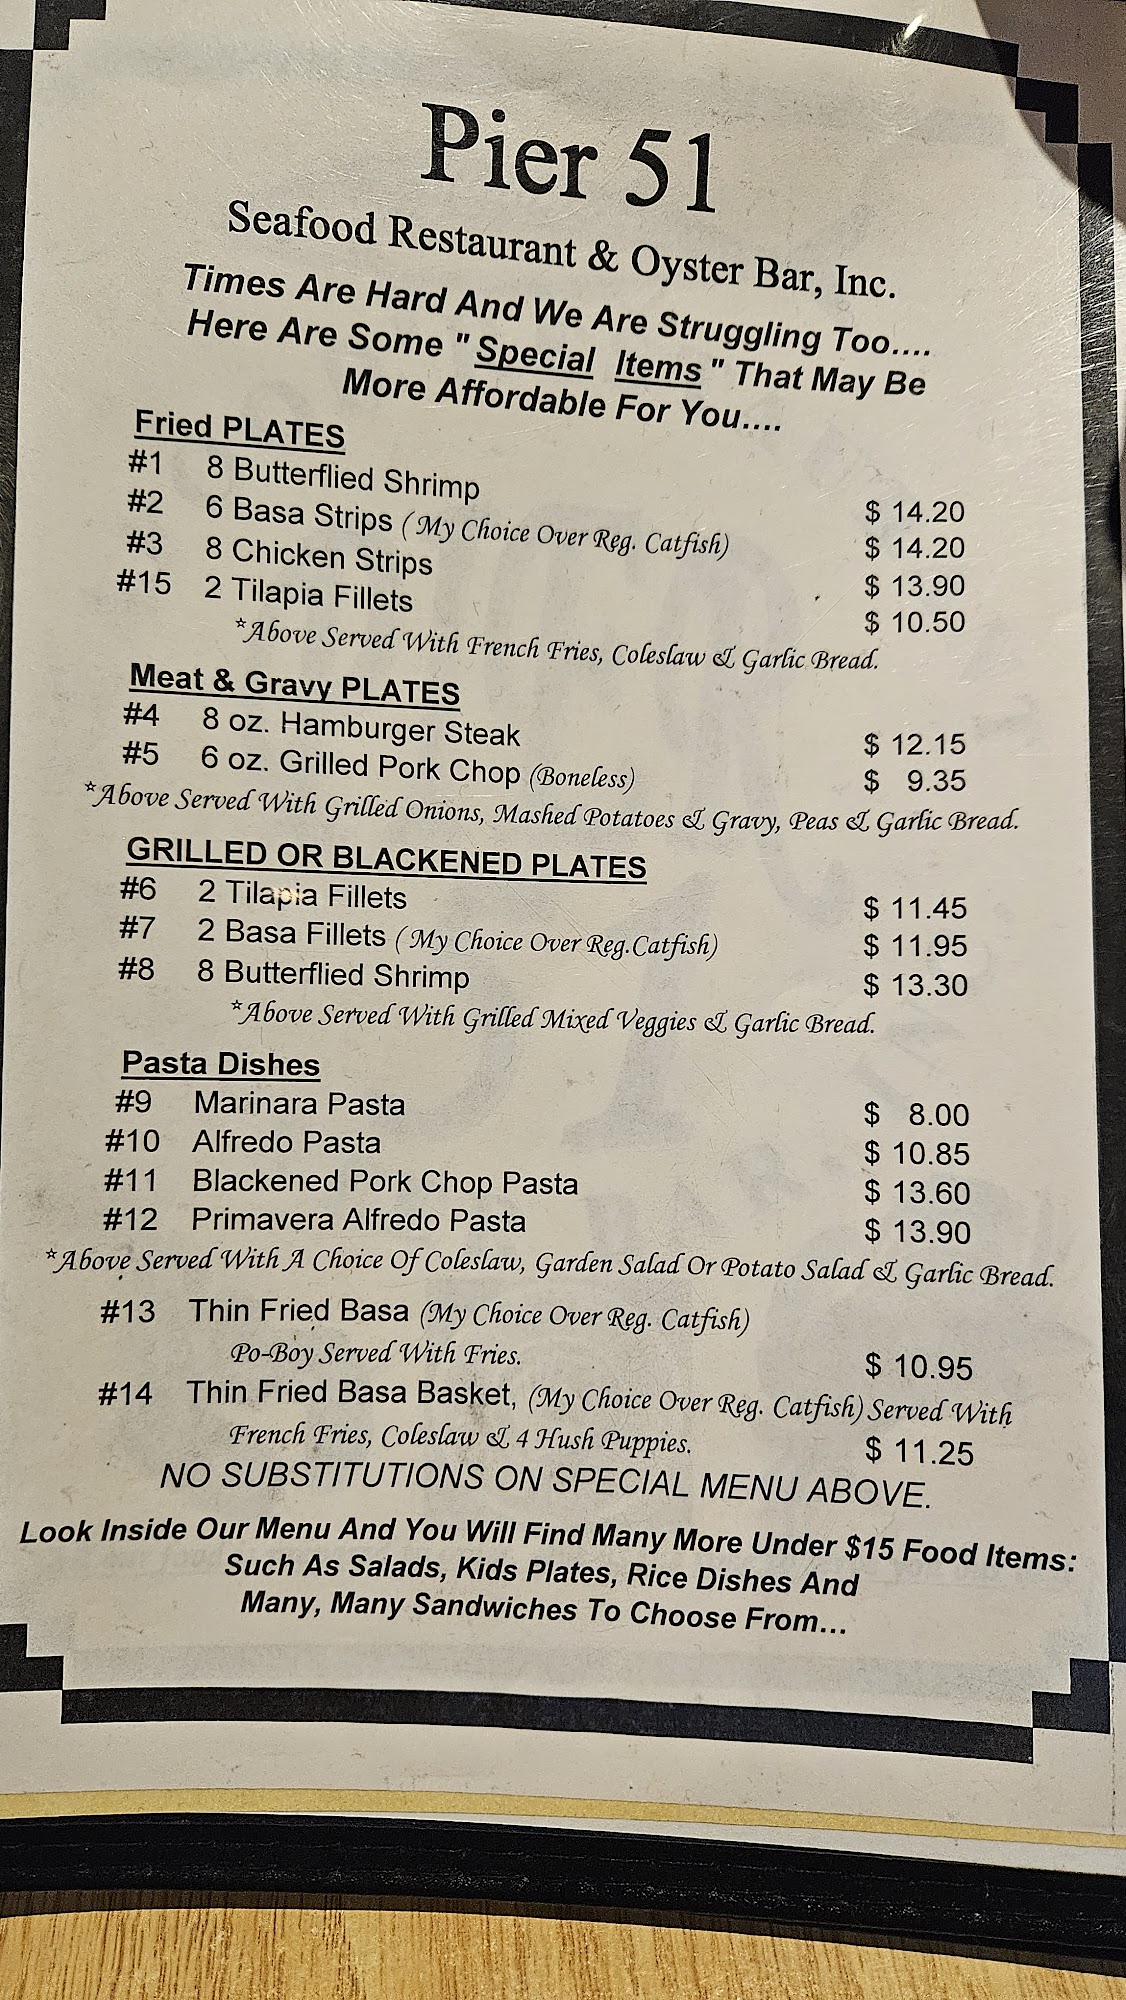 Pier 51
Seafood Restaurant & Oyster Bar, Inc.
Times Are Hard And We Are Struggling Too....
Here Are Some "Special Items" That May Be
More Affordable For You....
Fried PLATES
#1 8 Butterflied Shrimp $ 14.20
#2 6 Basa Strips (My Choice Over Reg. Catfish) $ 14.20
#3 8 Chicken Strips $ 13.90
#15 2 Tilapia Fillets $ 10.50
*Above Served With French Fries, Coleslaw & Garlic Bread.
Meat & Gravy PLATES
#4 8 oz. Hamburger Steak $ 12.15
#5 6 oz. Grilled Pork Chop (Boneless) $ 9.35
*Above Served With Grilled Onions, Mashed Potatoes & Gravy, Peas & Garlic Bread.
GRILLED OR BLACKENED PLATES
#6 2 Tilapia Fillets $ 11.45
#7 2 Basa Fillets (My Choice Over Reg.Catfish) $ 11.95
#8 8 Butterflied Shrimp $ 13.30
*Above Served With Grilled Mixed Veggies & Garlic Bread.
Pasta Dishes
#9 Marinara Pasta $ 8.00
#10 Alfredo Pasta $ 10.85
#11 Blackened Pork Chop Pasta $ 13.60
#12 Primavera Alfredo Pasta $ 13.90
*Above Served With A Choice Of Coleslaw, Garden Salad Or Potato Salad & Garlic Bread.
#13 Thin Fried Basa (My Choice Over Reg. Catfish)
Po-Boy Served With Fries. $ 10.95
#14 Thin Fried Basa Basket, (My Choice Over Reg. Catfish) Served With
French Fries, Coleslaw & 4 Hush Puppies. $ 11.25
NO SUBSTITUTIONS ON SPECIAL MENU ABOVE.
Look Inside Our Menu And You Will Find Many More Under $15 Food Items:
Such As Salads, Kids Plates, Rice Dishes And
Many, Many Sandwiches To Choose From...